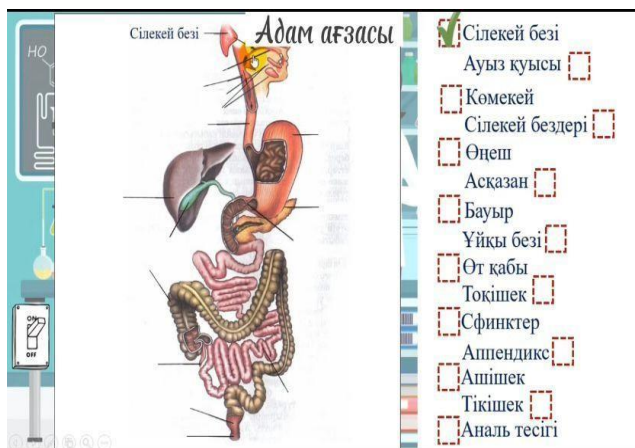 Адам ағзасы
Сілекей безі
HO
ON
OFF
Сілекей безі
Ауыз қуысы
Көмекей
Сілекей бездері
Өңеш
Асқазан
Бауыр
Ұйқы безі
Өт қабы
Тоқішек
Сфинктер
Аппендикс
Ащішек
Тікішек
Аналь тесігі